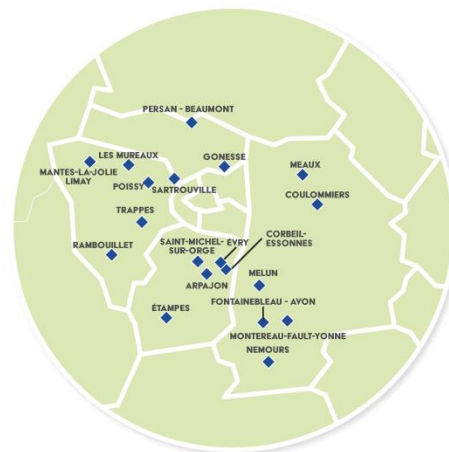 PERSAN - BEAUMONT
LES MUREAUX
GONESSE
MEAUX
MANTES-LA-JOLIE
LIMAY
POISSY
SARTROUVILLE
COULOMMIERS
TRAPPES
SAINT-MICHEL-
SUR-ORGE
EVRY
CORBEIL-
ESSONNES
RAMBOUILLET
ARPAJON
MELUN
FONTAINEBLEAU - AVON
ÉTAMPES
MONTEREAU-FAULT-YONNE
NEMOURS